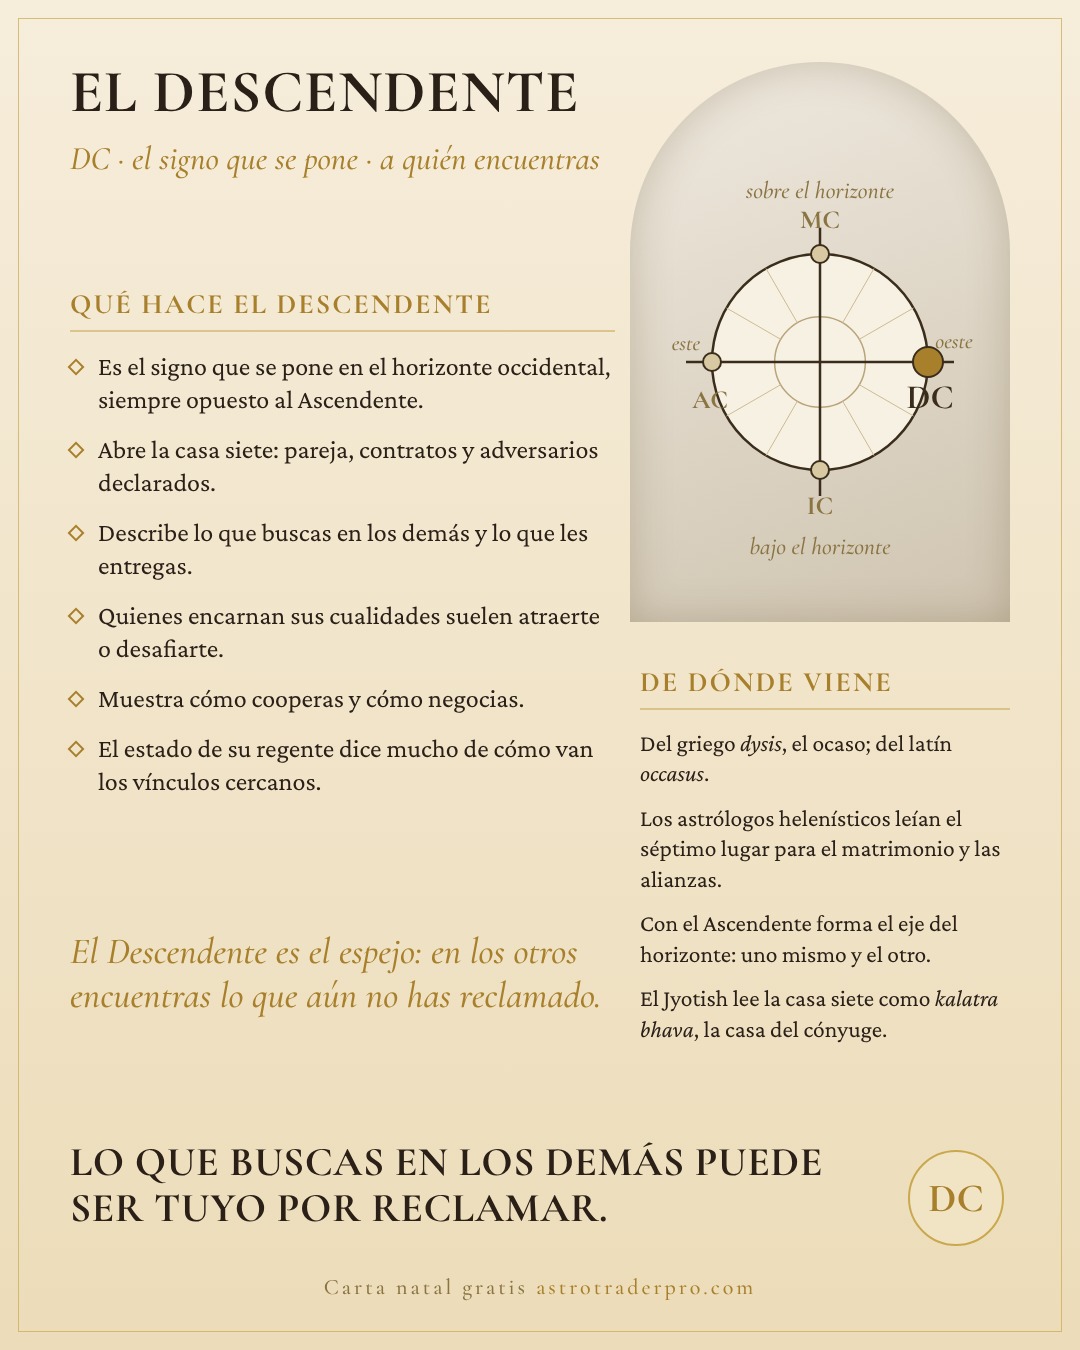 EL DESCENDENTE
DC · el signo que se pone · a quién encuentras
QUÉ HACE EL DESCENDENTE
Es el signo que se pone en el horizonte occidental,
siempre opuesto al Ascendente.
Abre la casa siete: pareja, contratos y adversarios
declarados.
Describe lo que buscas en los demás y lo que les
entregas.
Quienes encarnan sus cualidades suelen atraerte
o desafiarte.
Muestra cómo cooperas y cómo negocias.
El estado de su regente dice mucho de cómo van
los vínculos cercanos.
El Descendente es el espejo: en los otros
encuentras lo que aún no has reclamado.
sobre el horizonte
MC
este
oeste
AC
DC
IC
bajo el horizonte
DE DÓNDE VIENE
Del griego dysis, el ocaso; del latín
occasus.
Los astrólogos helenísticos leían el
séptimo lugar para el matrimonio y las
alianzas.
Con el Ascendente forma el eje del
horizonte: uno mismo y el otro.
El Jyotish lee la casa siete como kalatra
bhava, la casa del cónyuge.
LO QUE BUSCAS EN LOS DEMÁS PUEDE
SER TUYO POR RECLAMAR.
DC
Carta natal gratis astrotraderpro.com